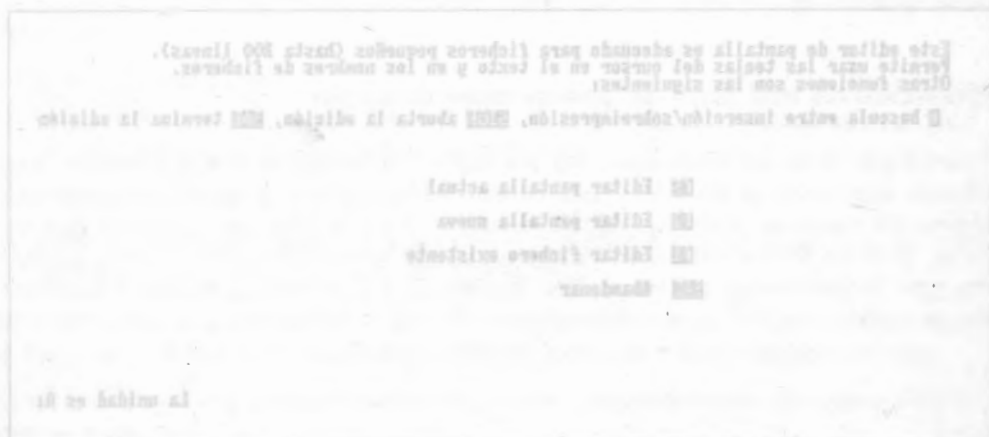 Este editor de pantalla es adecuado para ficheros pequeños (hasta 200 líneas).
Permite usar las teclas del cursor en el texto y en los nombres de ficheros.
Otras funciones son las siguientes:
bascula entre inserción/sobreimpresión, aborta la edición, termina la edición
Editar pantalla actual
Editar pantalla nueva
Editar fichero existente
Abandonar
La unidad es A: